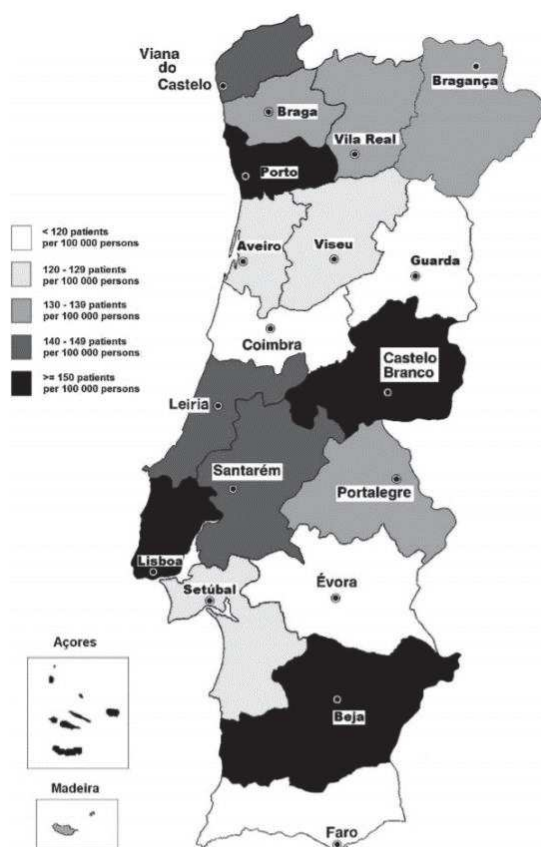 Viana
do
Castelo
Bragança
Braga
Vila Real
Porto
< 120 patients
per 100 000 persons
120 - 129 patients
per 100 000 persons
130 - 139 patients
per 100 000 persons
140 - 149 patients
per 100 000 persons
>= 150 patients
per 100 000 persons
Aveiro
Viseu
Guarda
Coimbra
Castelo
Branco
Leiria
Santarém
Portalegre
Lisboa
Setúbal
Évora
Açores
Beja
Madeira
Faro